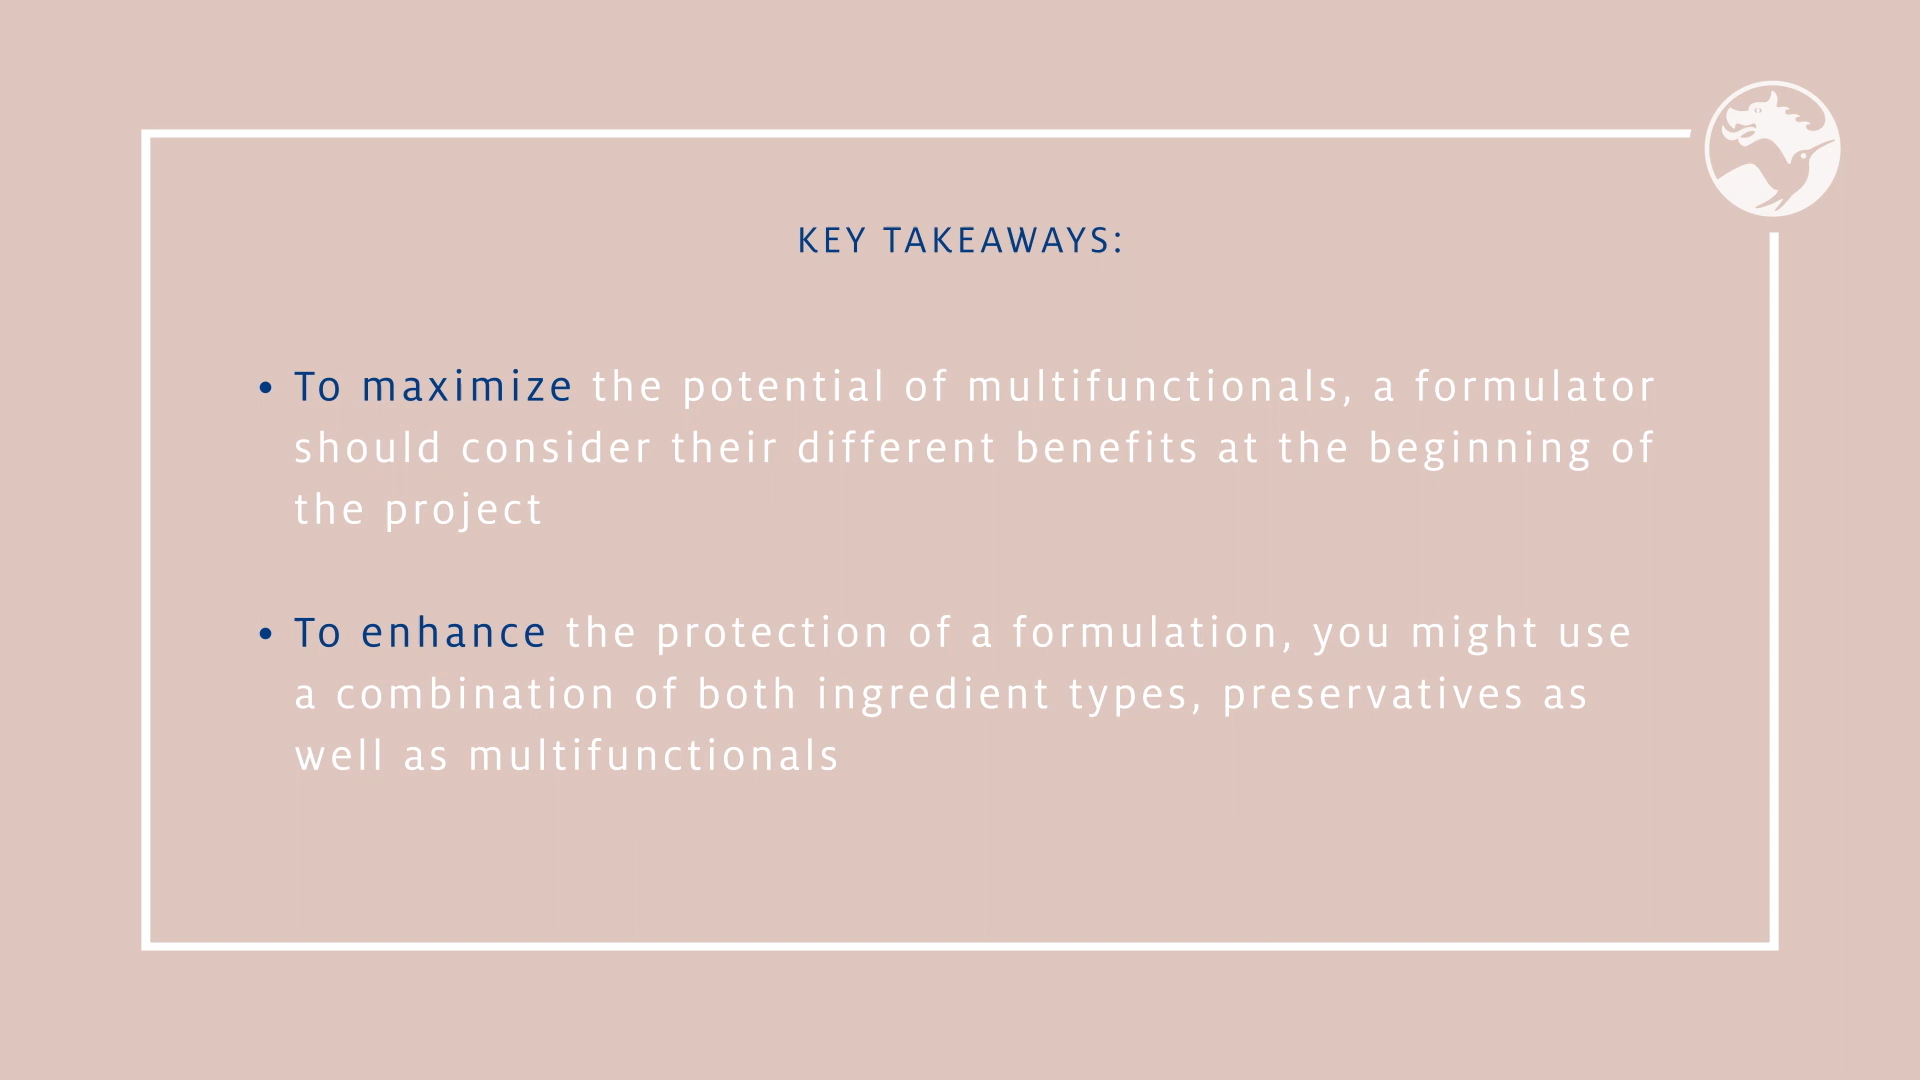 KEY TAKEAWAYS:
• To maximize the potential of multifunctionals, a formulator
should consider their different benefits at the beginning of
the project
• To enhance the protection of a formulation, you might use
a combination of both ingredient types, preservatives as
well as multifunctionals